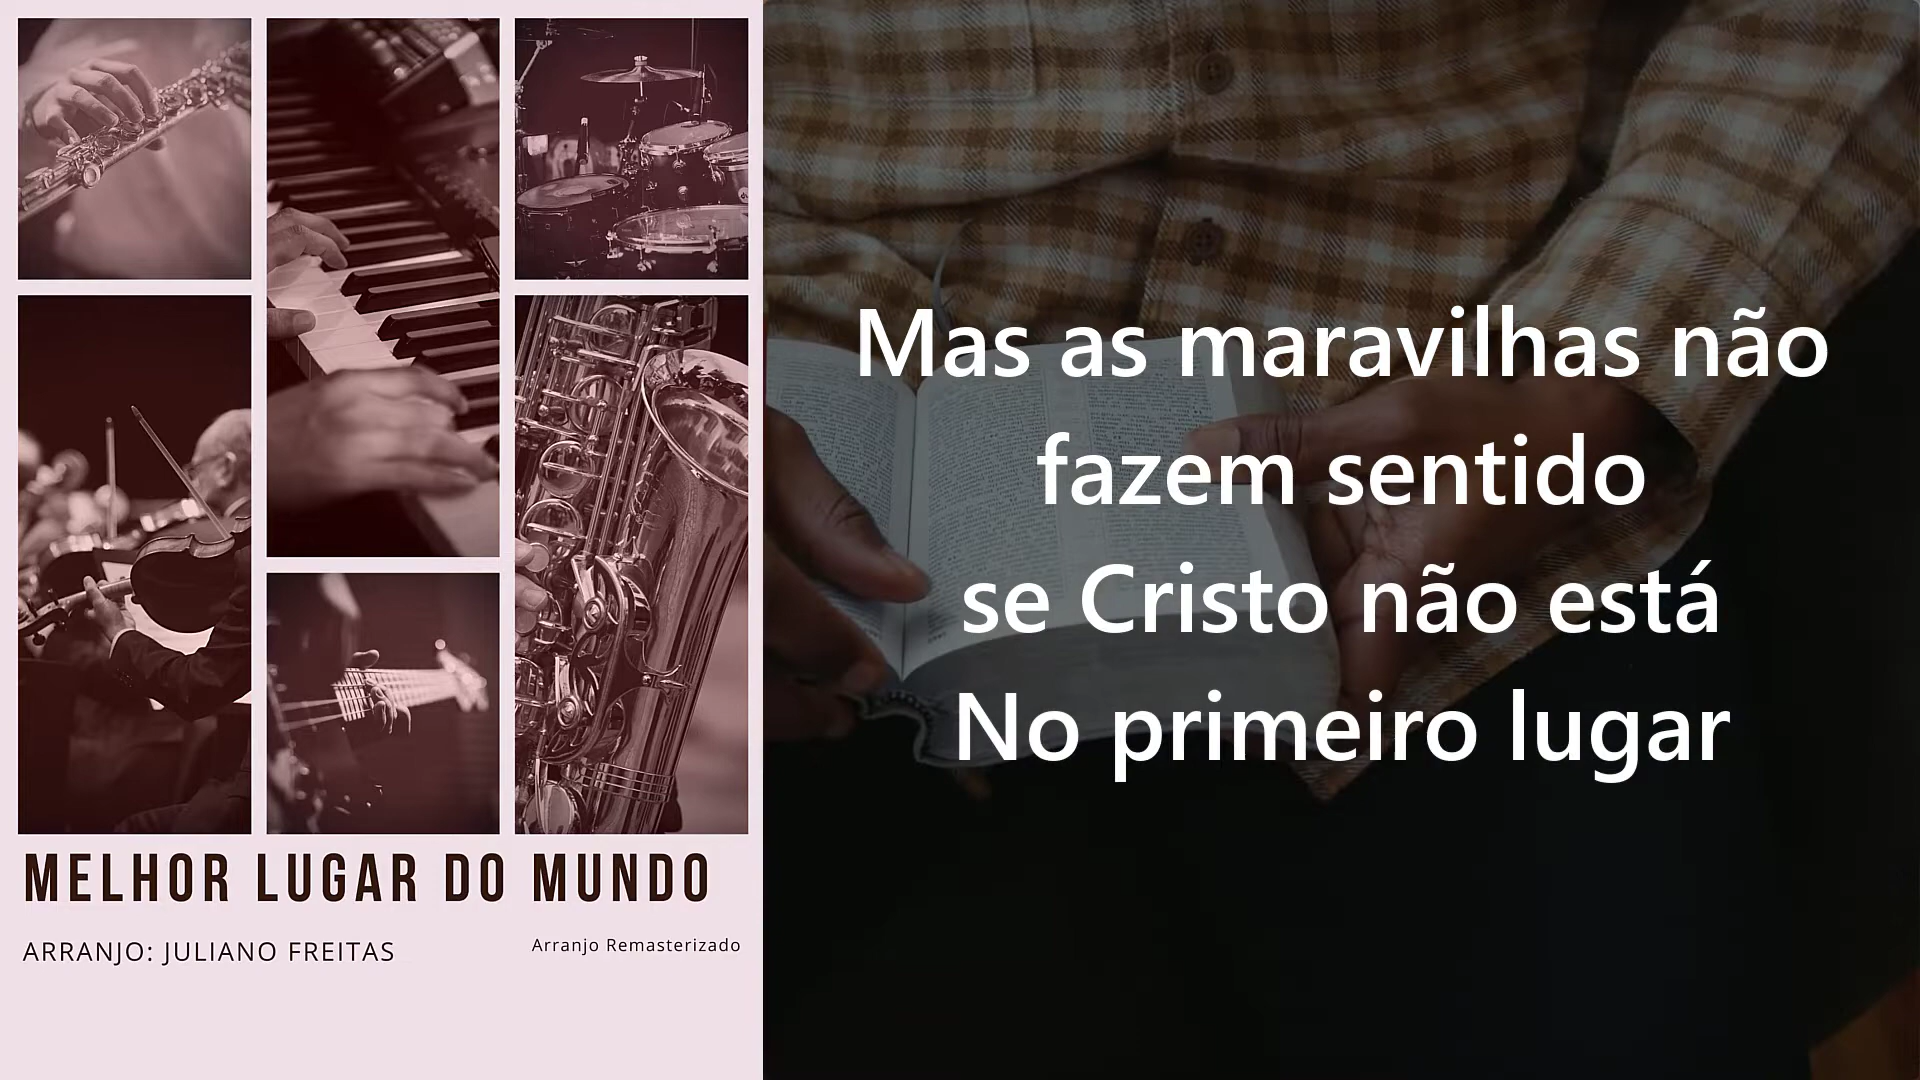 MELHOR LUGAR DO MUNDO
ARRANJO: JULIANO FREITAS
Arranjo Remasterizado
Mas as maravilhas não
fazem sentido
se Cristo não está
No primeiro lugar